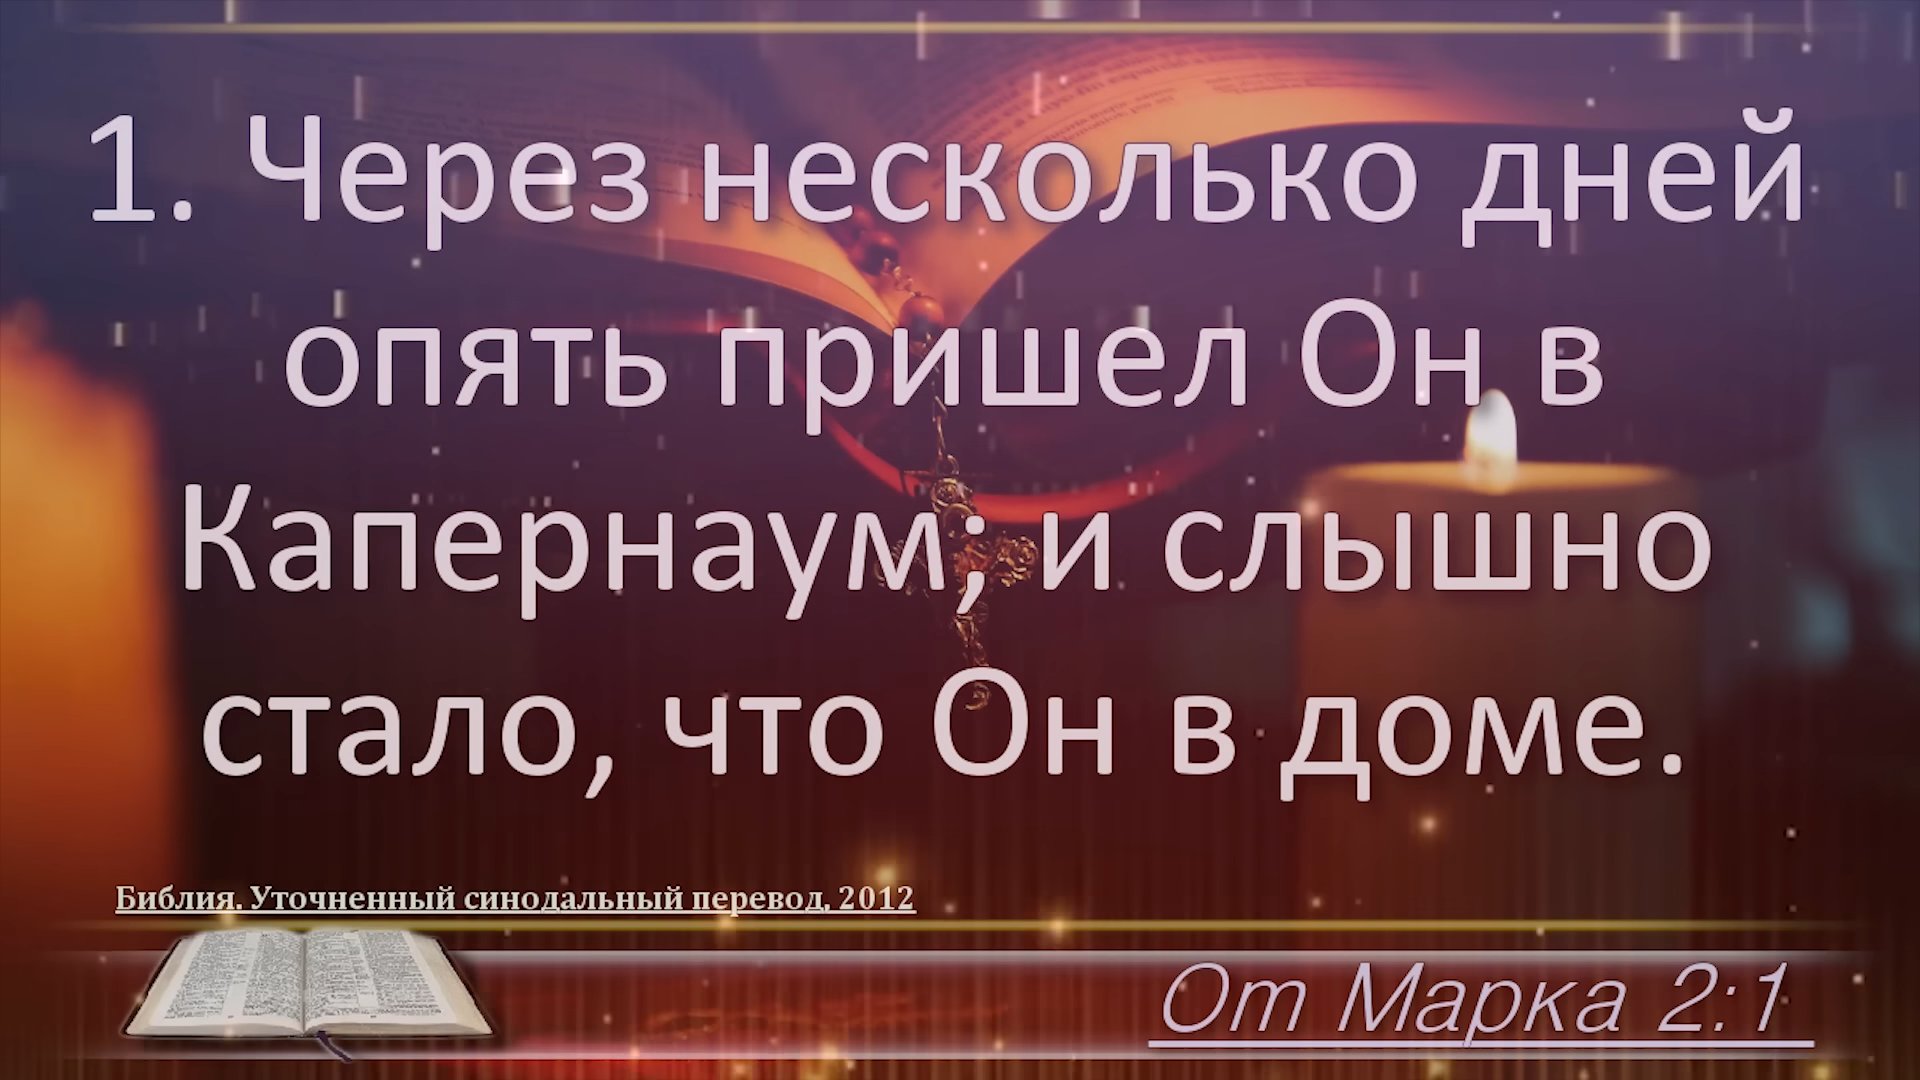 1. Через несколько дней
опять пришел Он в
Капернаум; и слышно
стало, что Он в доме.
Библия. Уточненный синодальный перевод, 2012
От Марка 2:1